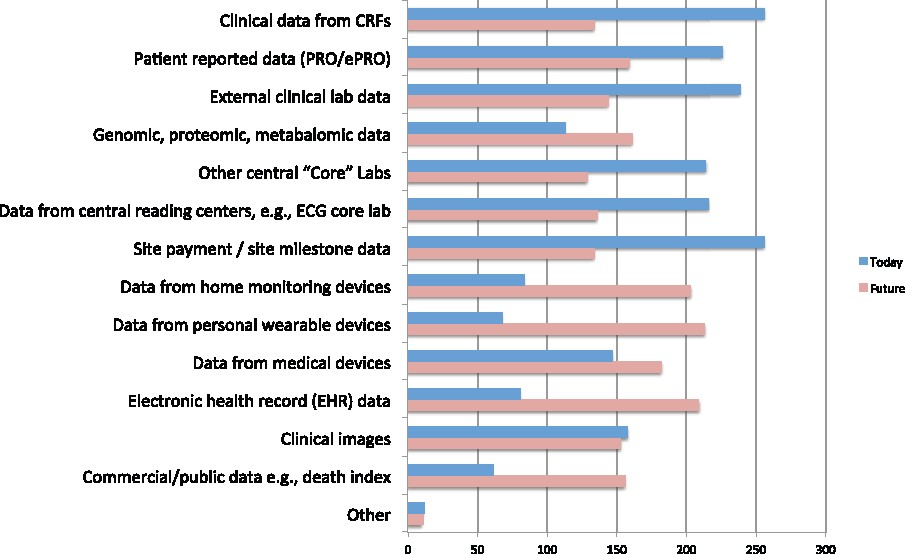 Clinical data from CRFs
Patient reported data (PRO/ePRO)
External clinical lab data
Genomic, proteomic, metabalomic data
Other central “Core” Labs
Data from central reading centers, e.g., ECG core lab
Site payment / site milestone data
Data from home monitoring devices
Data from personal wearable devices
Data from medical devices
Electronic health record (EHR) data
Clinical images
Commercial/public data e.g., death index
Other
Today
Future
0 50 100 150 200 250 300